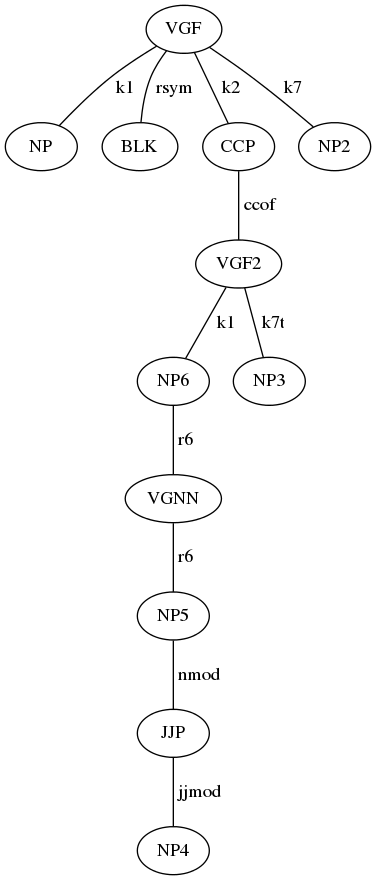 VGF
k1 rsym k2 k7
NP BLK CCP NP2
ccof
VGF2
k1 k7t
NP6 NP3
r6
VGNN
r6
NP5
nmod
JJP
jjmod
NP4